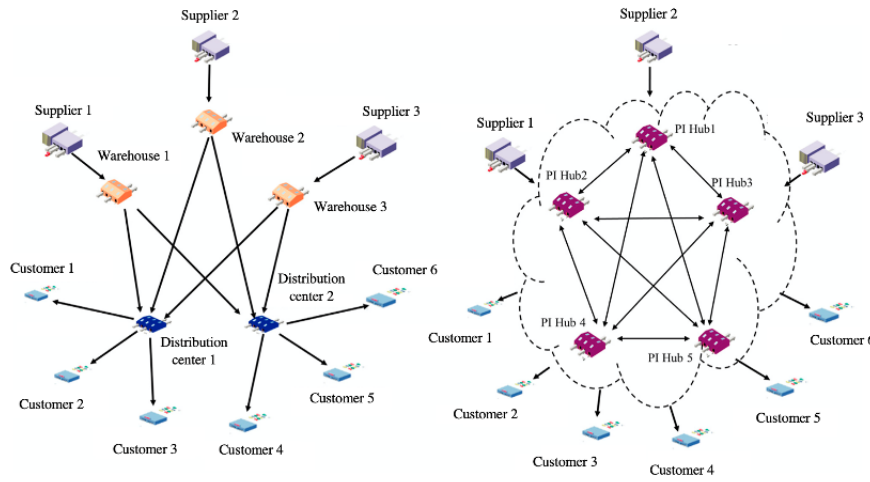 Supplier 2
Supplier 1
Supplier 3
Warehouse 2
Warehouse 1
Warehouse 3
Customer 1
Distribution
center 2
Customer 6
Distribution
center 1
Customer 2
Customer 5
Customer 3
Customer 4
Supplier 2
Supplier 1
Supplier 3
PI Hub1
PI Hub2
PI Hub3
PI Hub 4
PI Hub 5
Customer 1
Customer 6
Customer 2
Customer 5
Customer 3
Customer 4